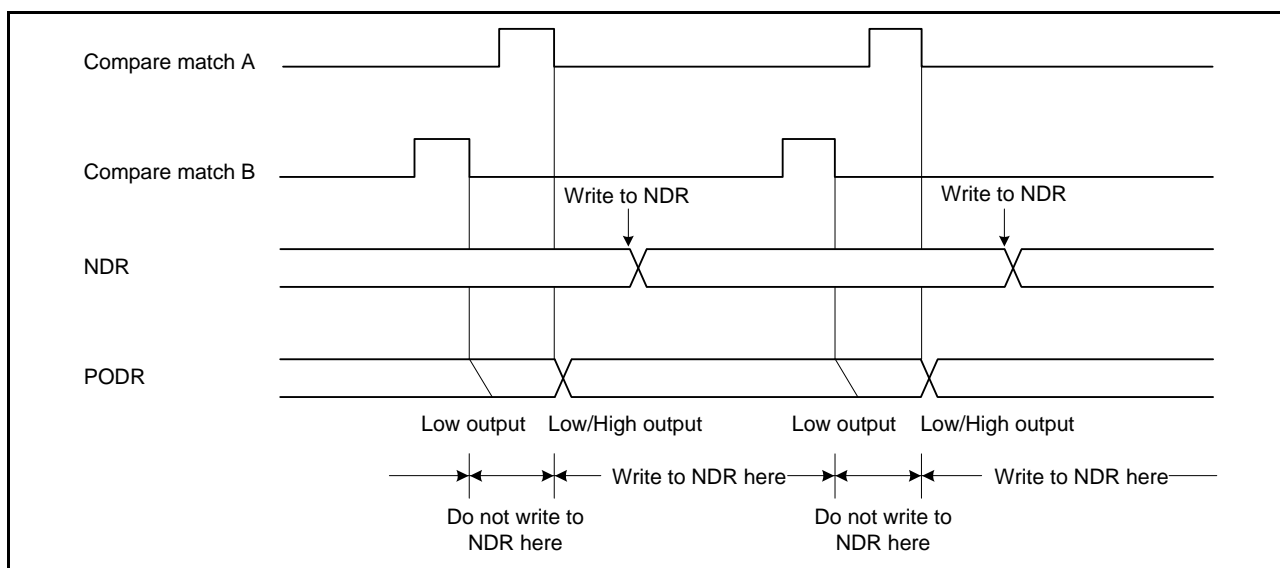 Compare match A
Compare match B
Write to NDR
Write to NDR
NDR
PODR
Low output
Low/High output
Low output
Low/High output
Write to NDR here
Write to NDR here
Do not write to
NDR here
Do not write to
NDR here